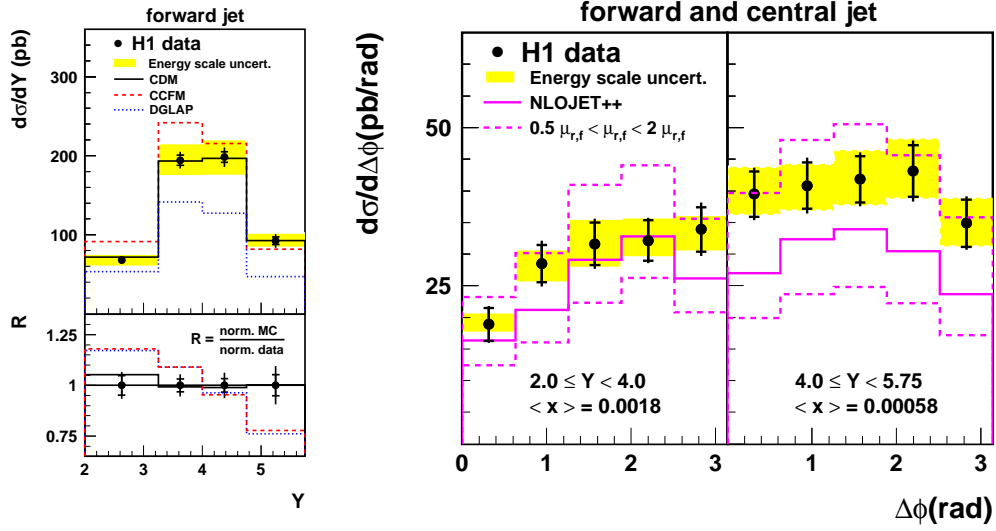 forward jet
dσ/dY (pb)
H1 data
Energy scale uncert.
CDM
CCFM
DGLAP
300
200
100
R
R = norm. MC / norm. data
1.25
1
0.75
2 3 4 5
Y
forward and central jet
dσ/dΔϕ(pb/rad)
H1 data
Energy scale uncert.
NLOJET++
0.5 μr,f < μr,f < 2 μr,f
50
25
2.0 ≤ Y < 4.0
< x > = 0.0018
4.0 ≤ Y < 5.75
< x > = 0.00058
0 1 2 3 1 2 3
Δϕ(rad)